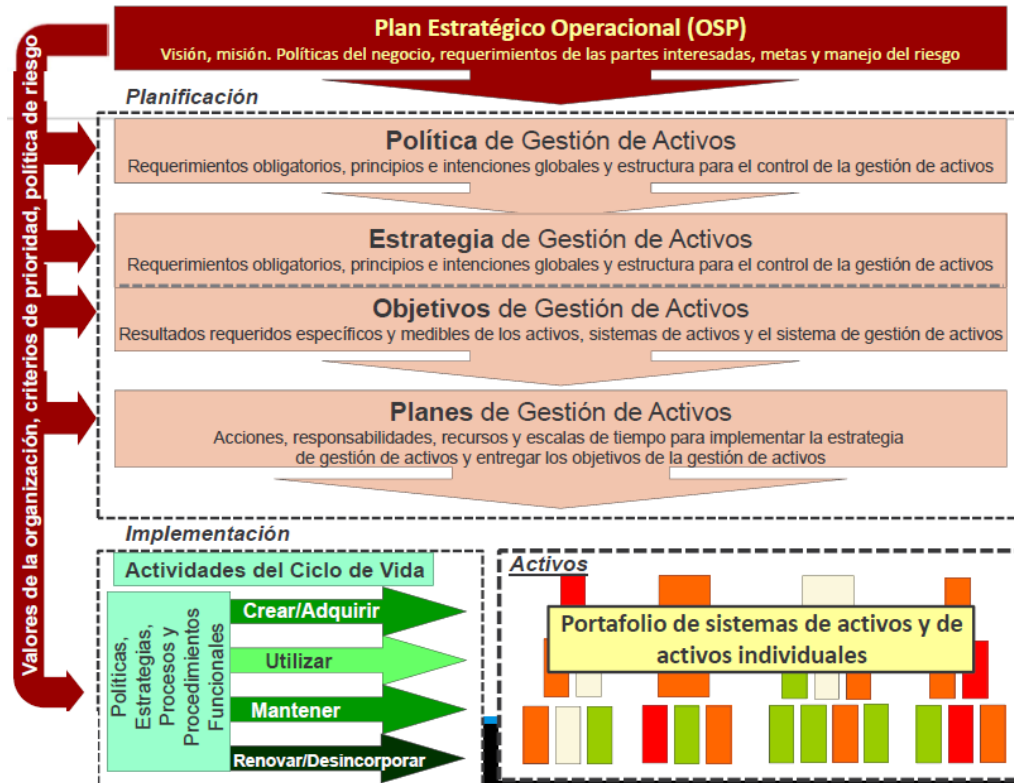 Plan Estratégico Operacional (OSP)
Visión, misión. Políticas del negocio, requerimientos de las partes interesadas, metas y manejo del riesgo
Valores de la organización, criterios de prioridad, política de riesgo
Planificación
Política de Gestión de Activos
Requerimientos obligatorios, principios e intenciones globales y estructura para el control de la gestión de activos
Estrategia de Gestión de Activos
Requerimientos obligatorios, principios e intenciones globales y estructura para el control de la gestión de activos
Objetivos de Gestión de Activos
Resultados requeridos específicos y medibles de los activos, sistemas de activos y el sistema de gestión de activos
Planes de Gestión de Activos
Acciones, responsabilidades, recursos y escalas de tiempo para implementar la estrategia
de gestión de activos y entregar los objetivos de la gestión de activos
Implementación
Actividades del Ciclo de Vida
Políticas,
Estrategias,
Procesos y
Procedimientos
Funcionales
Crear/Adquirir
Utilizar
Mantener
Renovar/Desincorporar
Activos
Portafolio de sistemas de activos y de
activos individuales